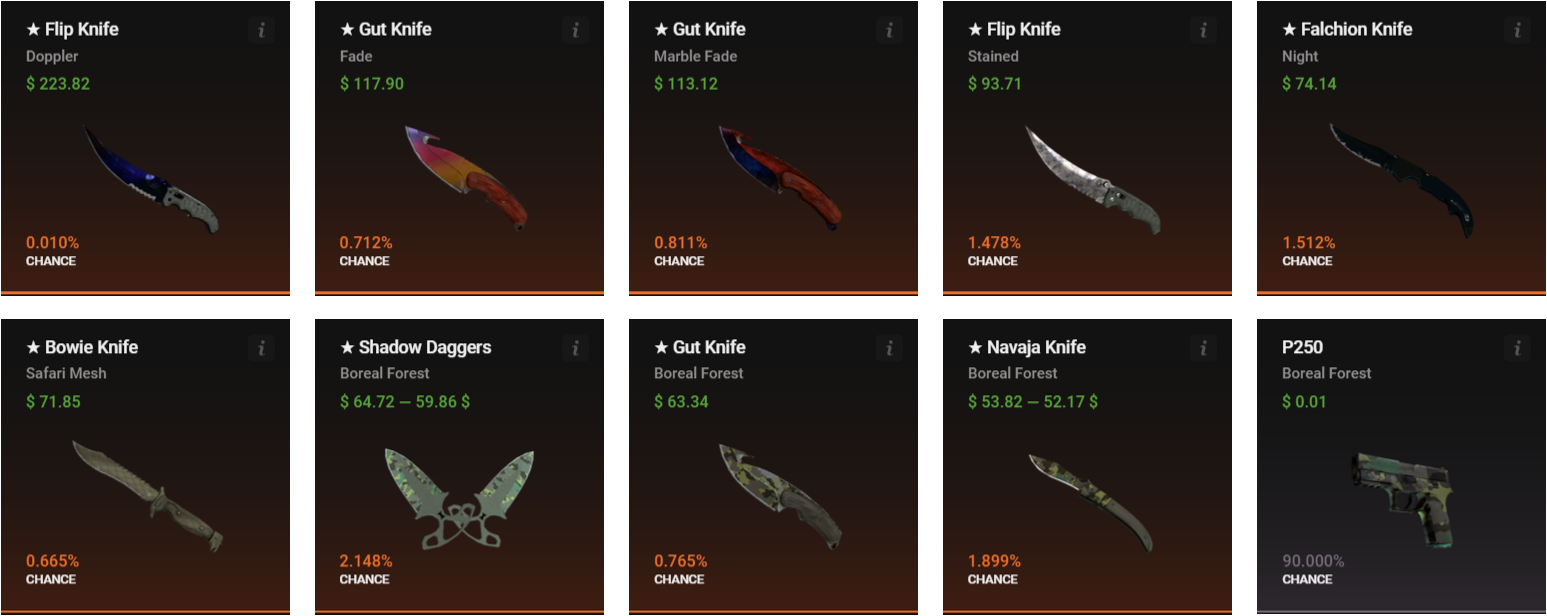 ★ Flip Knife
Doppler
$ 223.82
0.010%
CHANCE
★ Gut Knife
Fade
$ 117.90
0.712%
CHANCE
★ Gut Knife
Marble Fade
$ 113.12
0.811%
CHANCE
★ Flip Knife
Stained
$ 93.71
1.478%
CHANCE
★ Falchion Knife
Night
$ 74.14
1.512%
CHANCE
★ Bowie Knife
Safari Mesh
$ 71.85
0.665%
CHANCE
★ Shadow Daggers
Boreal Forest
$ 64.72 — 59.86 $
2.148%
CHANCE
★ Gut Knife
Boreal Forest
$ 63.34
0.765%
CHANCE
★ Navaja Knife
Boreal Forest
$ 53.82 — 52.17 $
1.899%
CHANCE
P250
Boreal Forest
$ 0.01
90.000%
CHANCE